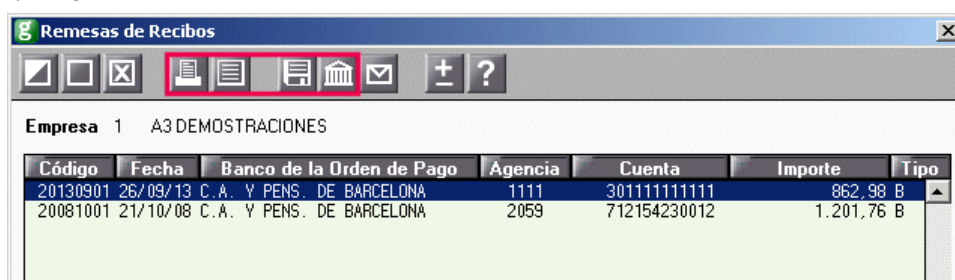 g Remesas de Recibos X
± ?
Empresa 1 A3 DEMOSTRACIONES
Código Fecha Banco de la Orden de Pago Agencia Cuenta Importe Tipo
20130901 26/09/13 C.A. Y PENS. DE BARCELONA 1111 301111111111 862,98 B
20081001 21/10/08 C.A. Y PENS. DE BARCELONA 2059 712154230012 1.201,76 B